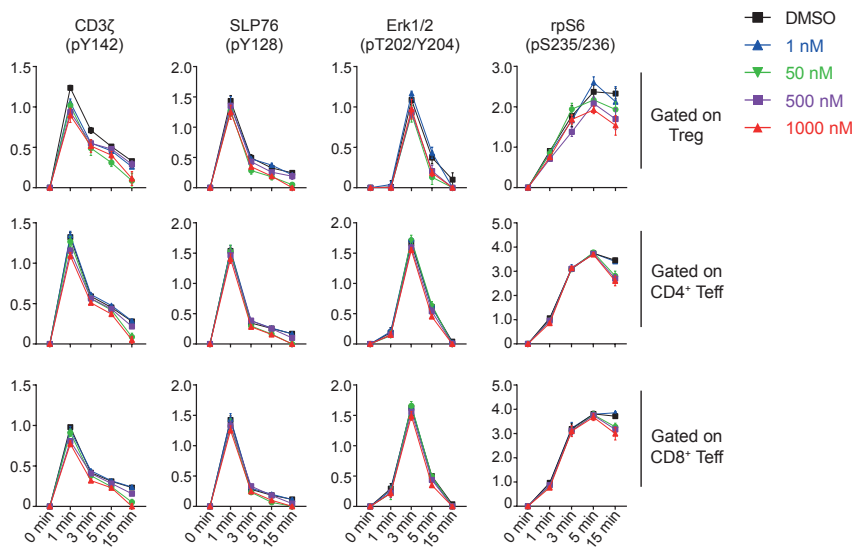 CD3ζ
(pY142)
SLP76
(pY128)
Erk1/2
(pT202/Y204)
rpS6
(pS235/236)
DMSO
1 nM
50 nM
500 nM
1000 nM
1.5
1.0
0.5
0
2.0
1.5
1.0
0.5
0
1.5
1.0
0.5
0
3.0
2.5
2.0
1.5
1.0
0.5
0
Gated on
Treg
1.5
1.0
0.5
0
2.0
1.5
1.0
0.5
0
2.0
1.5
1.0
0.5
0
5.0
4.0
3.0
2.0
1.0
0
Gated on
CD4⁺ Teff
1.5
1.0
0.5
0
2.0
1.5
1.0
0.5
0
2.0
1.5
1.0
0.5
0
5.0
4.0
3.0
2.0
1.0
0
Gated on
CD8⁺ Teff
0 min
1 min
3 min
5 min
15 min
0 min
1 min
3 min
5 min
15 min
0 min
1 min
3 min
5 min
15 min
0 min
1 min
3 min
5 min
15 min